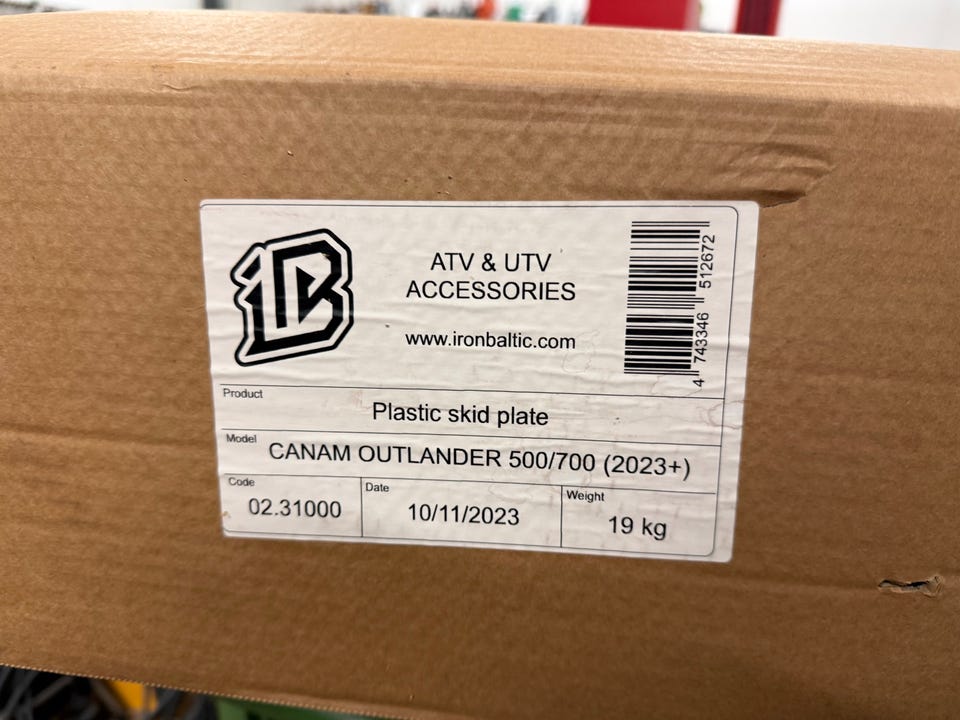 IB
ATV & UTV
ACCESSORIES
www.ironbaltic.com
4 743346 512672
Product
Plastic skid plate
Model
CANAM OUTLANDER 500/700 (2023+)
Code
02.31000
Date
10/11/2023
Weight
19 kg